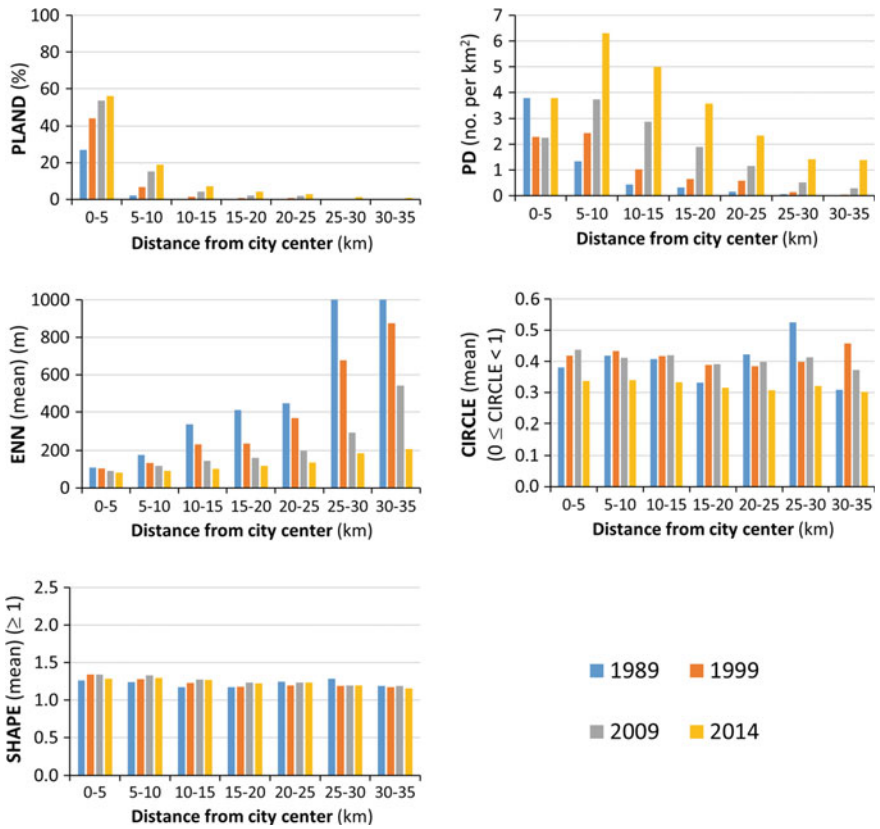 PLAND (%)
100
80
60
40
20
0
0-5 5-10 10-15 15-20 20-25 25-30 30-35
Distance from city center (km)
PD (no. per km²)
7
6
5
4
3
2
1
0
0-5 5-10 10-15 15-20 20-25 25-30 30-35
Distance from city center (km)
ENN (mean) (m)
1000
800
600
400
200
0
0-5 5-10 10-15 15-20 20-25 25-30 30-35
Distance from city center (km)
CIRCLE (mean)
(0 ≤ CIRCLE < 1)
0.6
0.5
0.4
0.3
0.2
0.1
0.0
0-5 5-10 10-15 15-20 20-25 25-30 30-35
Distance from city center (km)
SHAPE (mean) (≥ 1)
2.5
2.0
1.5
1.0
0.5
0.0
0-5 5-10 10-15 15-20 20-25 25-30 30-35
Distance from city center (km)
1989 1999
2009 2014